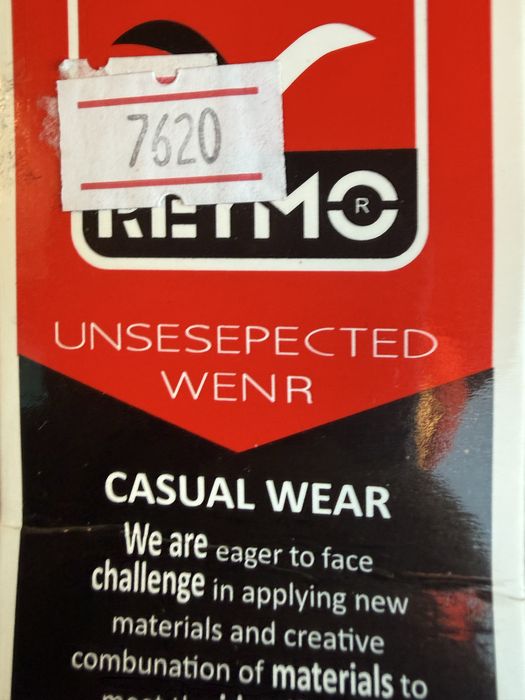 7620
R
UNSESEPECTED
WENR
CASUAL WEAR
We are eager to face
challenge in applying new
materials and creative
combunation of materials to